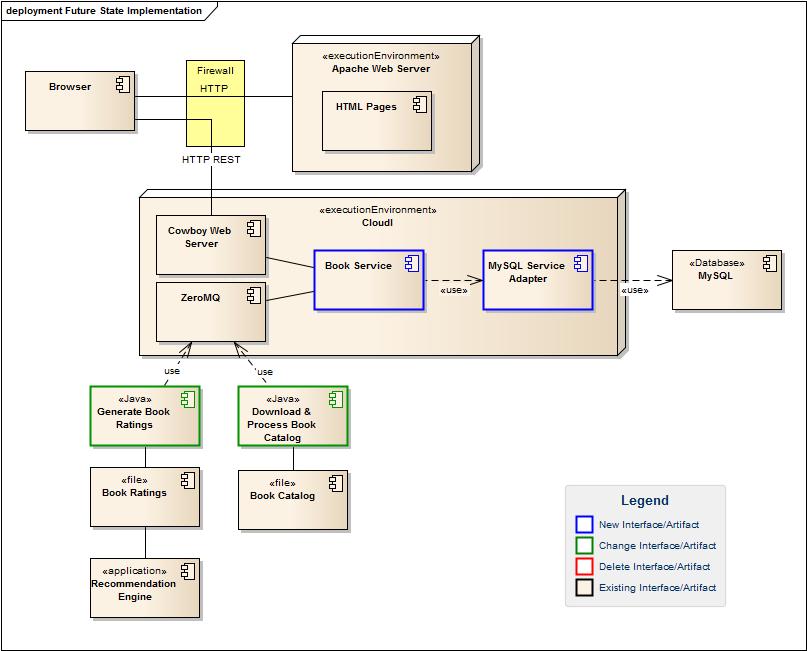 deployment Future State Implementation
Browser
Firewall
HTTP
HTTP REST
«executionEnvironment»
Apache Web Server
HTML Pages
«executionEnvironment»
CloudI
Cowboy Web
Server
ZeroMQ
Book Service
«use»
MySQL Service
Adapter
«use»
«Database»
MySQL
use
use
«Java»
Generate Book
Ratings
«Java»
Download &
Process Book
Catalog
«file»
Book Ratings
«file»
Book Catalog
«application»
Recommendation
Engine
Legend
New Interface/Artifact
Change Interface/Artifact
Delete Interface/Artifact
Existing Interface/Artifact